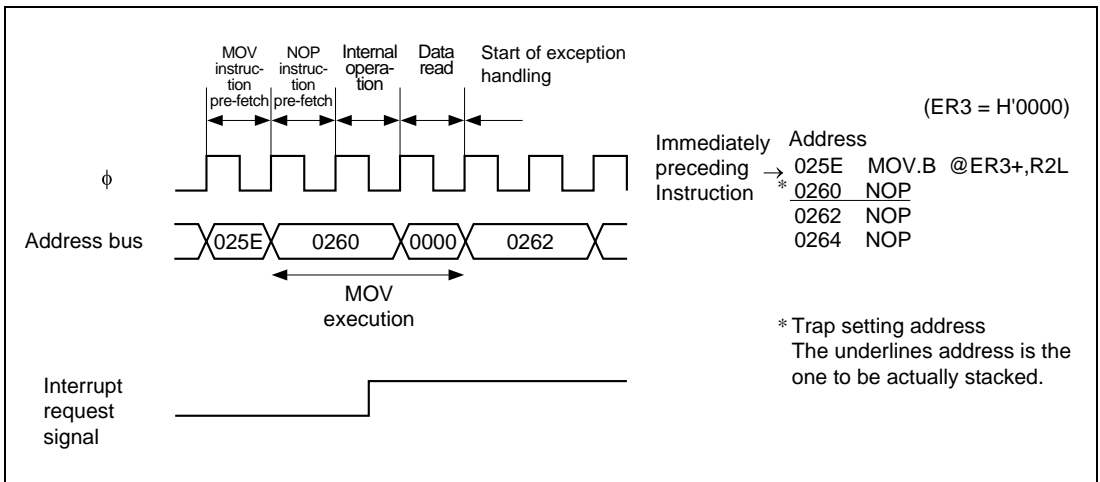 MOV
instruc-
tion
pre-fetch
NOP
instruc-
tion
pre-fetch
Internal
opera-
tion
Data
read
Start of exception
handling
(ER3 = H'0000)
Immediately
preceding
Instruction
Address
→ 025E MOV.B @ER3+,R2L
* 0260 NOP
0262 NOP
0264 NOP
ϕ
Address bus
025E 0260 0000 0262
MOV
execution
* Trap setting address
The underlines address is the
one to be actually stacked.
Interrupt
request
signal